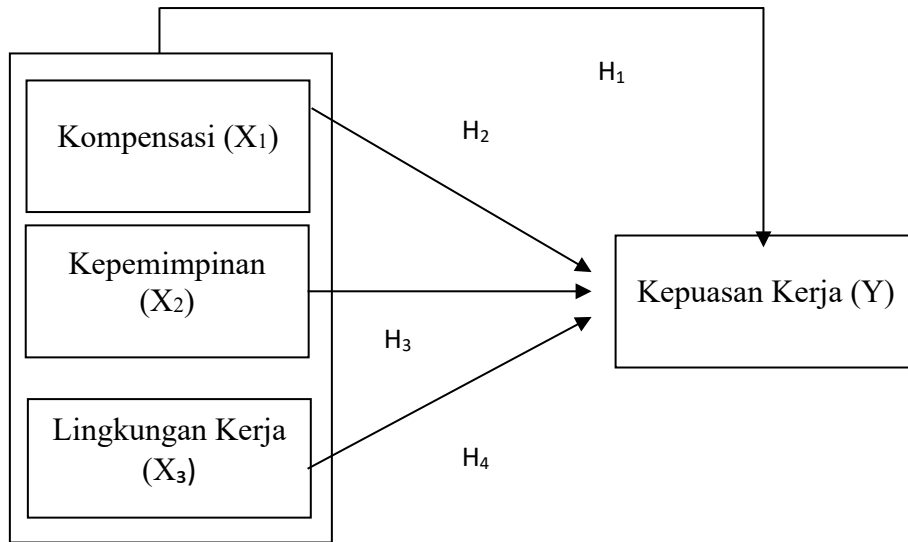 H₁
Kompensasi (X₁)
H₂
Kepemimpinan
(X₂)
Kepuasan Kerja (Y)
H₃
Lingkungan Kerja
(X₃)
H₄